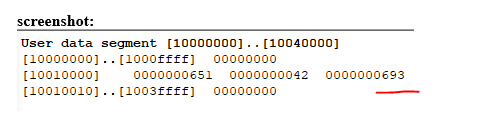 screenshot:
User data segment [10000000]..[10040000]
[10000000]..[1000ffff] 00000000
[10010000] 0000000651 0000000042 0000000693
[10010010]..[1003ffff] 00000000